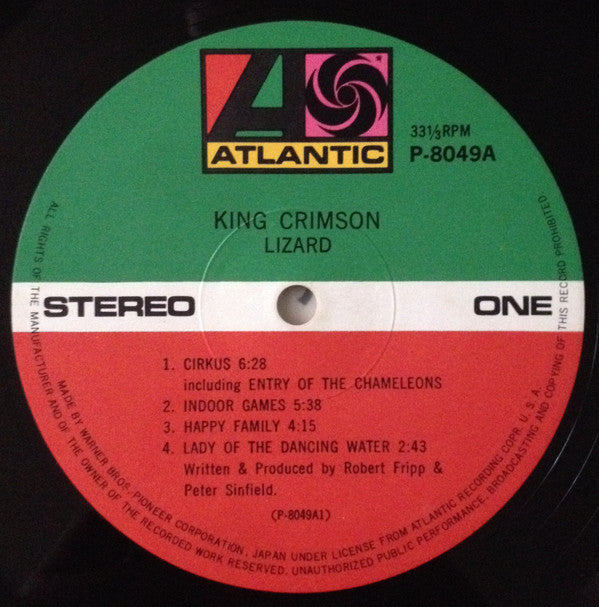 ATLANTIC
33⅓RPM
P-8049A
KING CRIMSON
LIZARD
STEREO
ONE
1. CIRKUS 6:28
including ENTRY OF THE CHAMELEONS
2. INDOOR GAMES 5:38
3. HAPPY FAMILY 4:15
4. LADY OF THE DANCING WATER 2:43
Written & Produced by Robert Fripp &
Peter Sinfield.
(P-8049A1)
MADE BY WARNER BROS. PIONEER CORPORATION, JAPAN UNDER LICENSE FROM ATLANTIC RECORDING COPR. U. S. A.
ALL RIGHTS OF THE MANUFACTURER AND OF THE OWNER OF THE RECORDED WORK RESERVED. UNAUTHORIZED PUBLIC PERFORMANCE, BROADCASTING AND COPYING OF THIS RECORD PROHIBITED